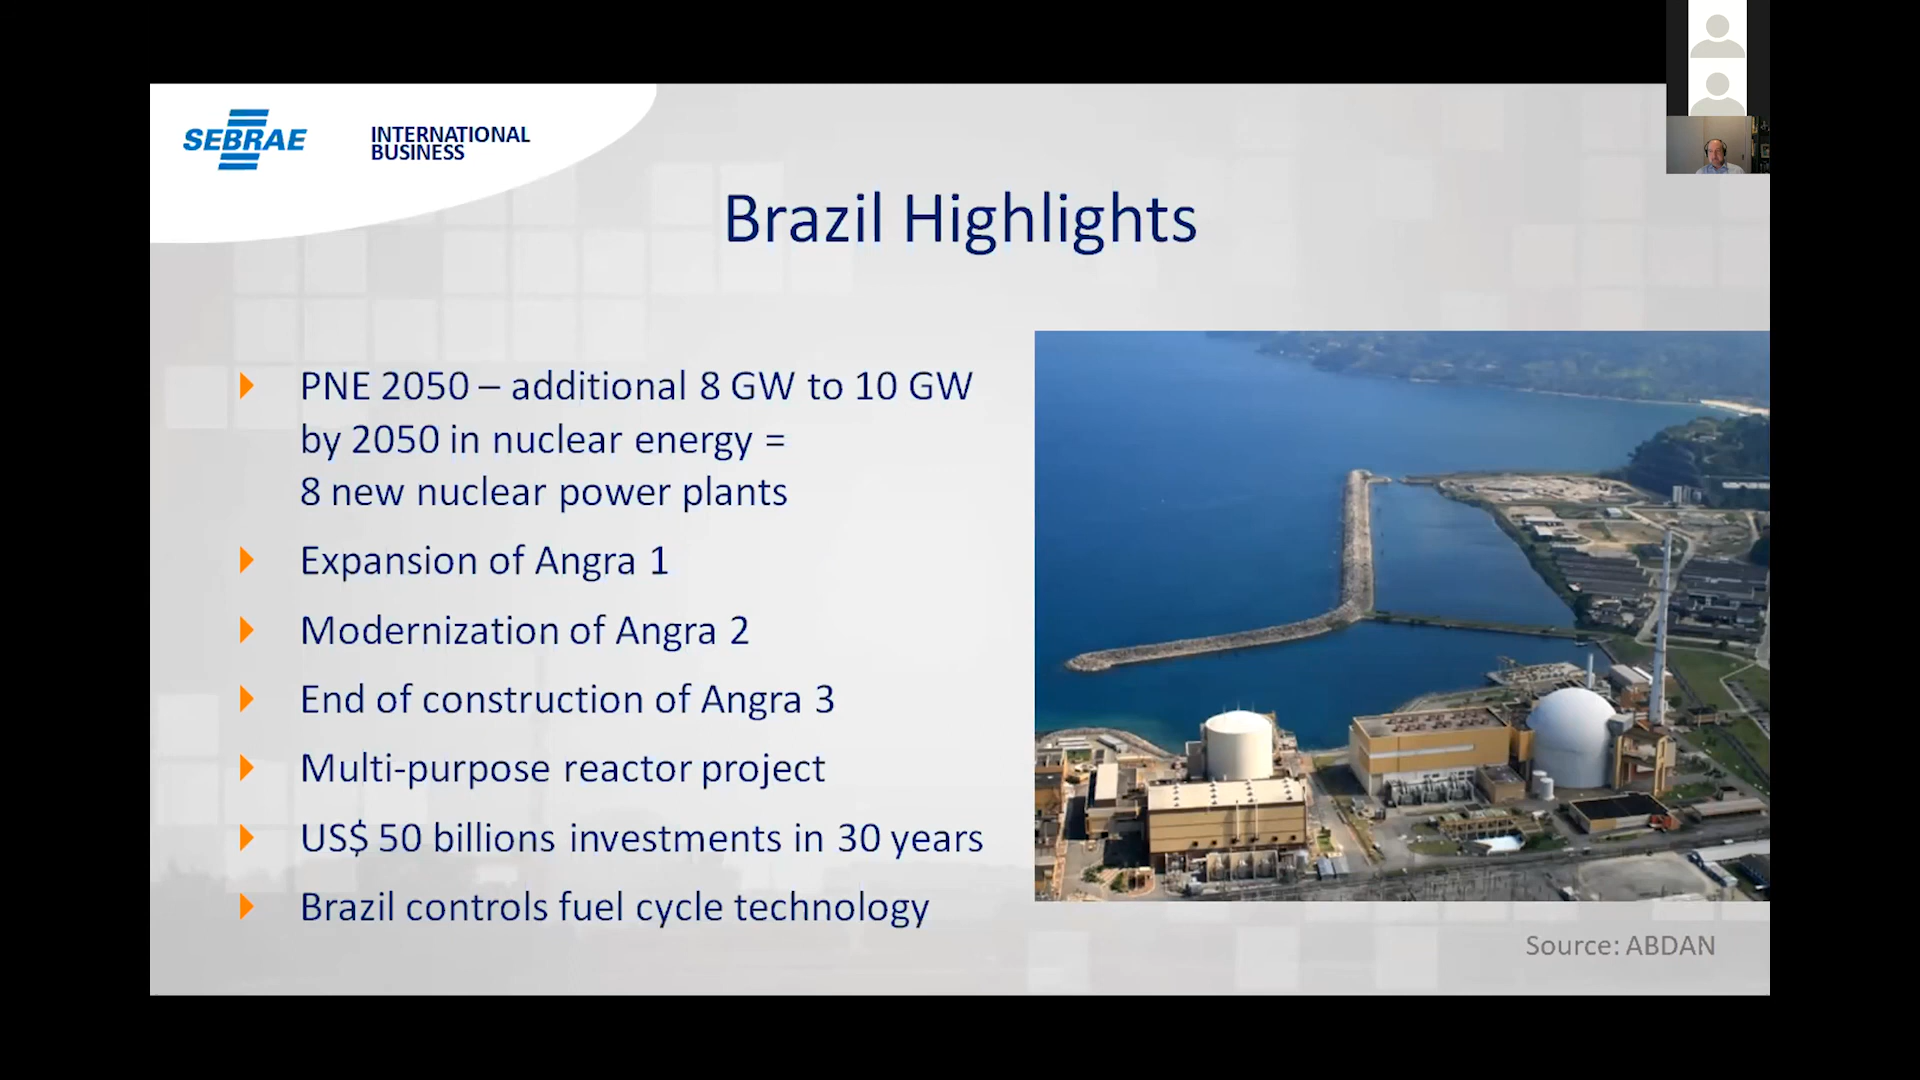 SEBRAE
INTERNATIONAL
BUSINESS
Brazil Highlights
PNE 2050 – additional 8 GW to 10 GW
by 2050 in nuclear energy =
8 new nuclear power plants
Expansion of Angra 1
Modernization of Angra 2
End of construction of Angra 3
Multi-purpose reactor project
US$ 50 billions investments in 30 years
Brazil controls fuel cycle technology
Source: ABDAN